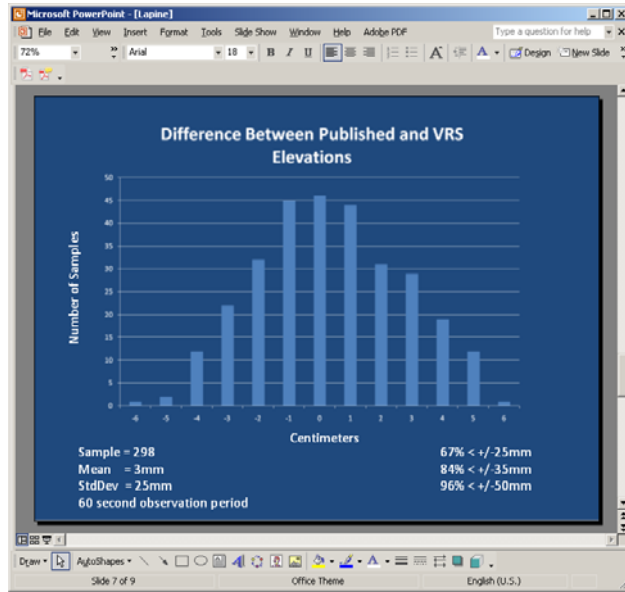 Microsoft PowerPoint - [Lapine]
File Edit View Insert Format Tools Slide Show Window Help Adobe PDF Type a question for help
72% Arial 18 B I U A A Design New Slide
Difference Between Published and VRS
Elevations
Number of Samples
50
45
40
35
30
25
20
15
10
5
0
-6 -5 -4 -3 -2 -1 0 1 2 3 4 5 6
Centimeters
Sample = 298 67% < +/-25mm
Mean = 3mm 84% < +/-35mm
StdDev = 25mm 96% < +/-50mm
60 second observation period
Draw AutoShapes A
Slide 7 of 9 Office Theme English (U.S.)